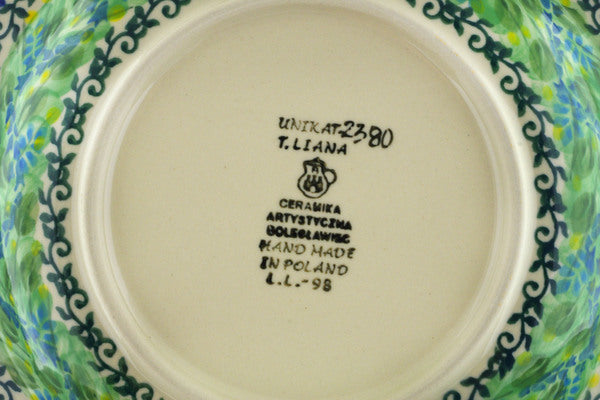 UNIKAT-2380
T. LIANA
CERAMIKA
ARTYSTYCZNA
BOLESŁAWIEC
HAND MADE
IN POLAND
L.L.-98